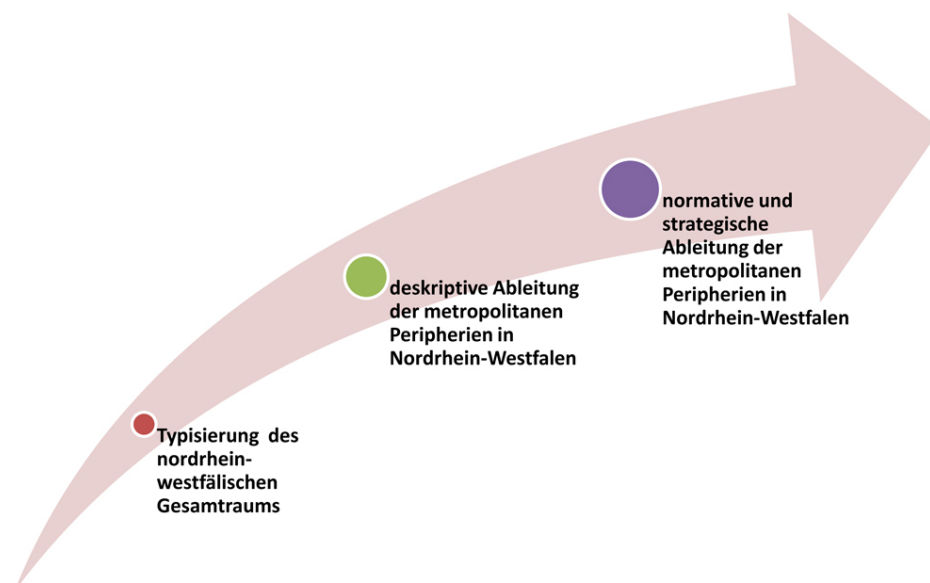 Typisierung des
nordrhein-
westfälischen
Gesamtraums
deskriptive Ableitung
der metropolitanen
Peripherien in
Nordrhein-Westfalen
normative und
strategische
Ableitung der
metropolitanen
Peripherien in
Nordrhein-Westfalen